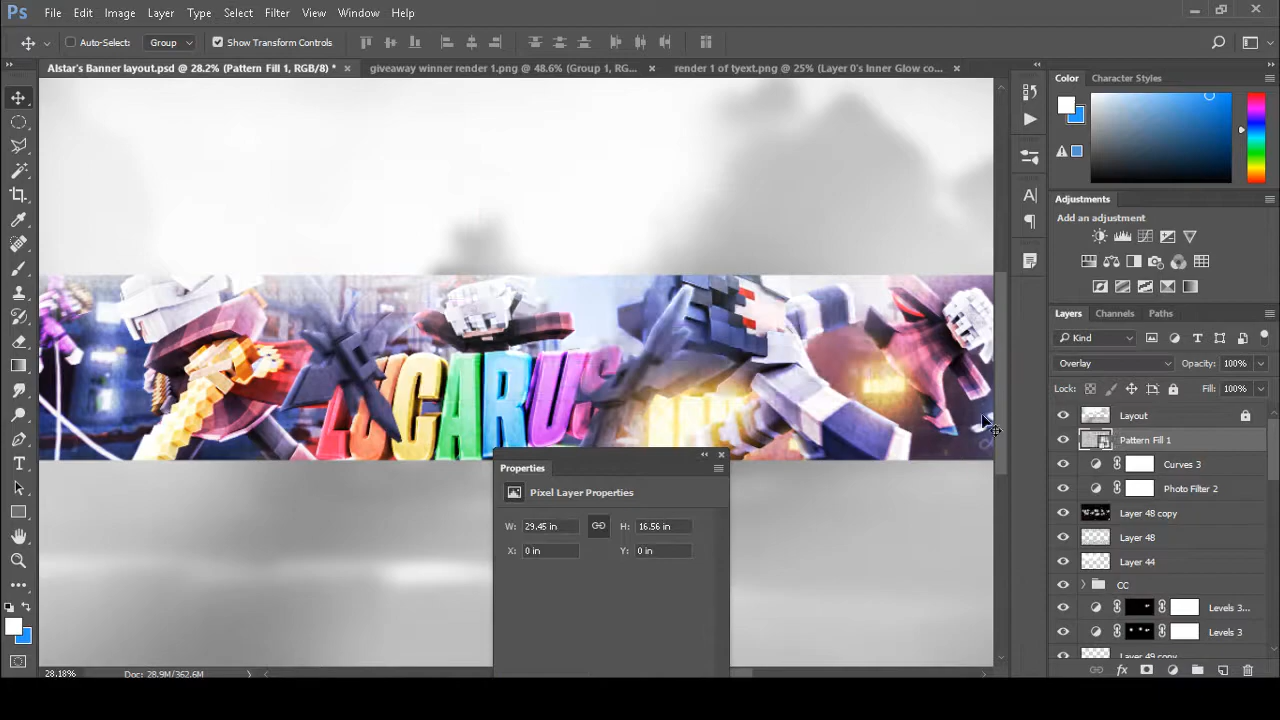 Ps File Edit Image Layer Type Select Filter View Window Help
Auto-Select: Group Show Transform Controls
Alstar's Banner layout.psd @ 28.2% (Pattern Fill 1, RGB/8) * × giveaway winner render 1.png @ 48.6% (Group 1, RG... × render 1 of tyext.png @ 25% (Layer 0's Inner Glow co... ×
Color Character Styles
Adjustments
Add an adjustment
Layers Channels Paths
Kind
Overlay Opacity: 100%
Lock: Fill: 100%
Layout
Pattern Fill 1
Curves 3
Photo Filter 2
Layer 48 copy
Layer 48
Layer 44
CC
Levels 3...
Levels 3
Layer 49 copy
LUCARUS
Properties
Pixel Layer Properties
W: 29.45 in H: 16.56 in
X: 0 in Y: 0 in
28.18% Doc: 28.9M/362.6M